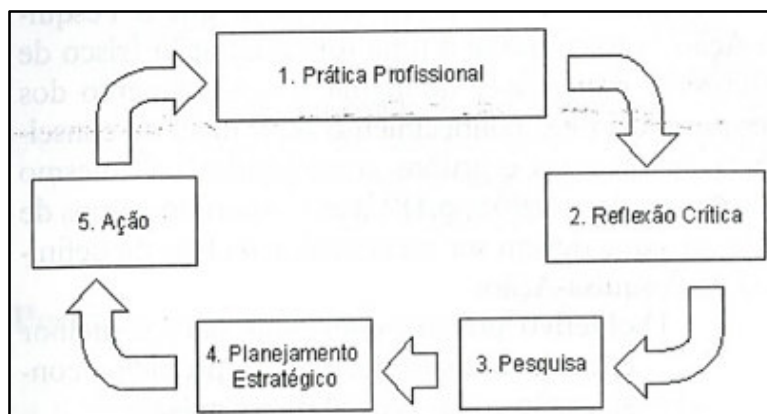 1. Prática Profissional
2. Reflexão Crítica
3. Pesquisa
4. Planejamento
Estratégico
5. Ação